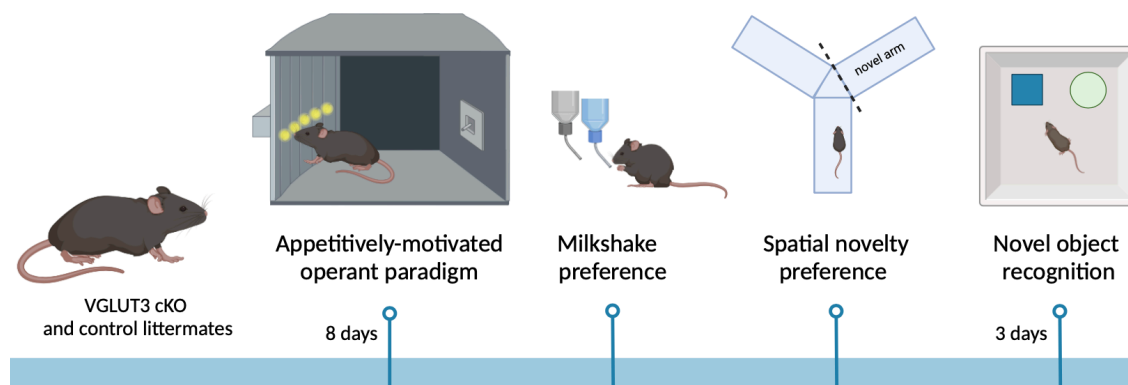 novel arm
Appetitively-motivated
operant paradigm
Milkshake
preference
Spatial novelty
preference
Novel object
recognition
VGLUT3 cKO
and control littermates
8 days
3 days